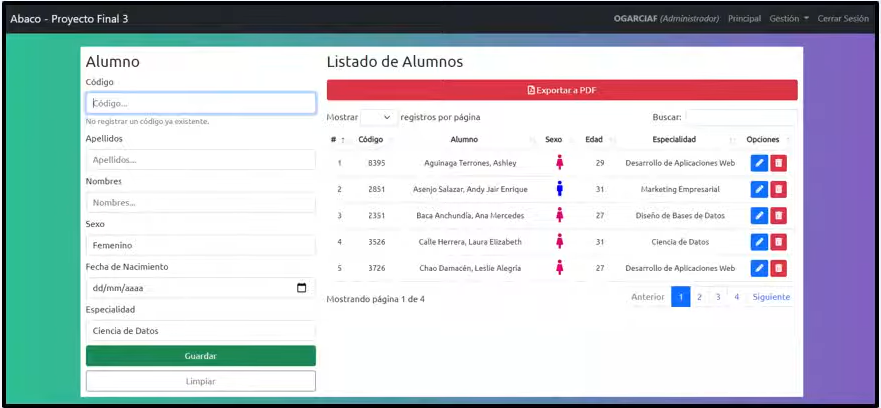 Abaco - Proyecto Final 3
OGARCIAF (Administrador) Principal Gestión Cerrar Sesión
Alumno
Código
Código...
No registrar un código ya existente.
Apellidos
Apellidos...
Nombres
Nombres...
Sexo
Femenino
Fecha de Nacimiento
dd/mm/aaaa
Especialidad
Ciencia de Datos
Guardar
Limpiar
Listado de Alumnos
Exportar a PDF
Mostrar registros por página Buscar:
# Código Alumno Sexo Edad Especialidad Opciones
1 8395 Aguinaga Terrones, Ashley 29 Desarrollo de Aplicaciones Web
2 2851 Asenjo Salazar, Andy Jair Enrique 31 Marketing Empresarial
3 2351 Baca Anchundía, Ana Mercedes 27 Diseño de Bases de Datos
4 3526 Calle Herrera, Laura Elizabeth 31 Ciencia de Datos
5 3726 Chao Damacén, Leslie Alegría 27 Desarrollo de Aplicaciones Web
Mostrando página 1 de 4 Anterior 1 2 3 4 Siguiente